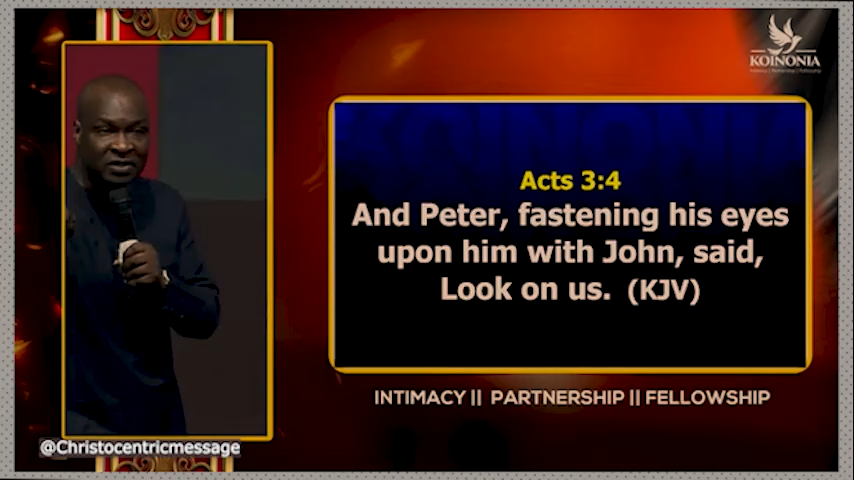 KOINONIA
Acts 3:4
And Peter, fastening his eyes
upon him with John, said,
Look on us. (KJV)
INTIMACY || PARTNERSHIP || FELLOWSHIP
@Christocentricmessage